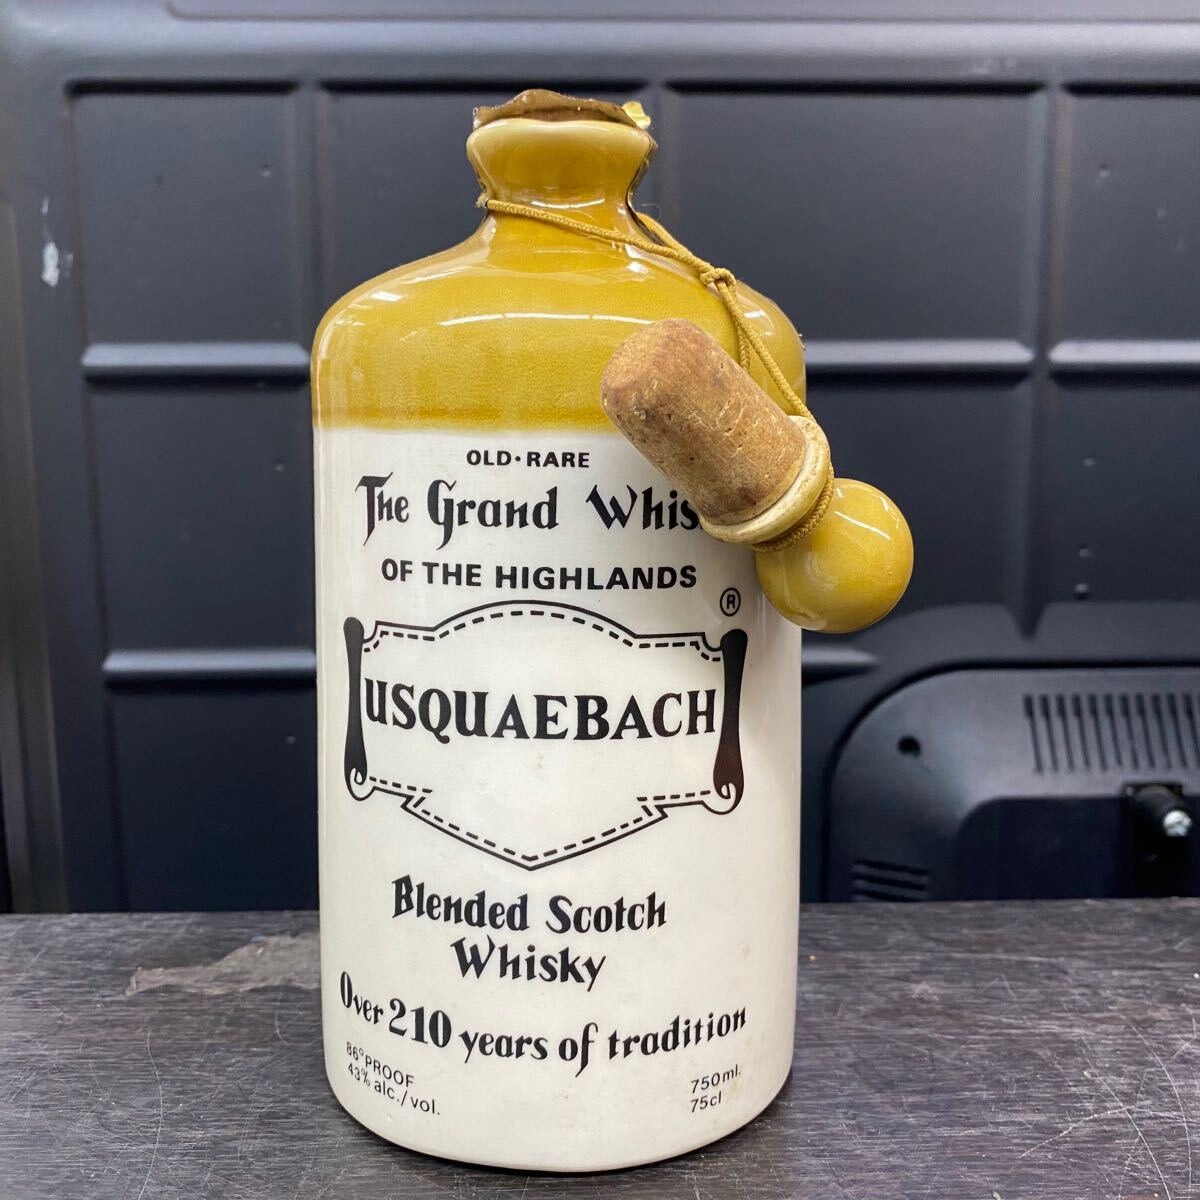 OLD·RARE
The Grand Whis
OF THE HIGHLANDS
®
USQUAEBACH
Blended Scotch
Whisky
Over 210 years of tradition
86° PROOF
43% alc./vol.
750ml.
75cl